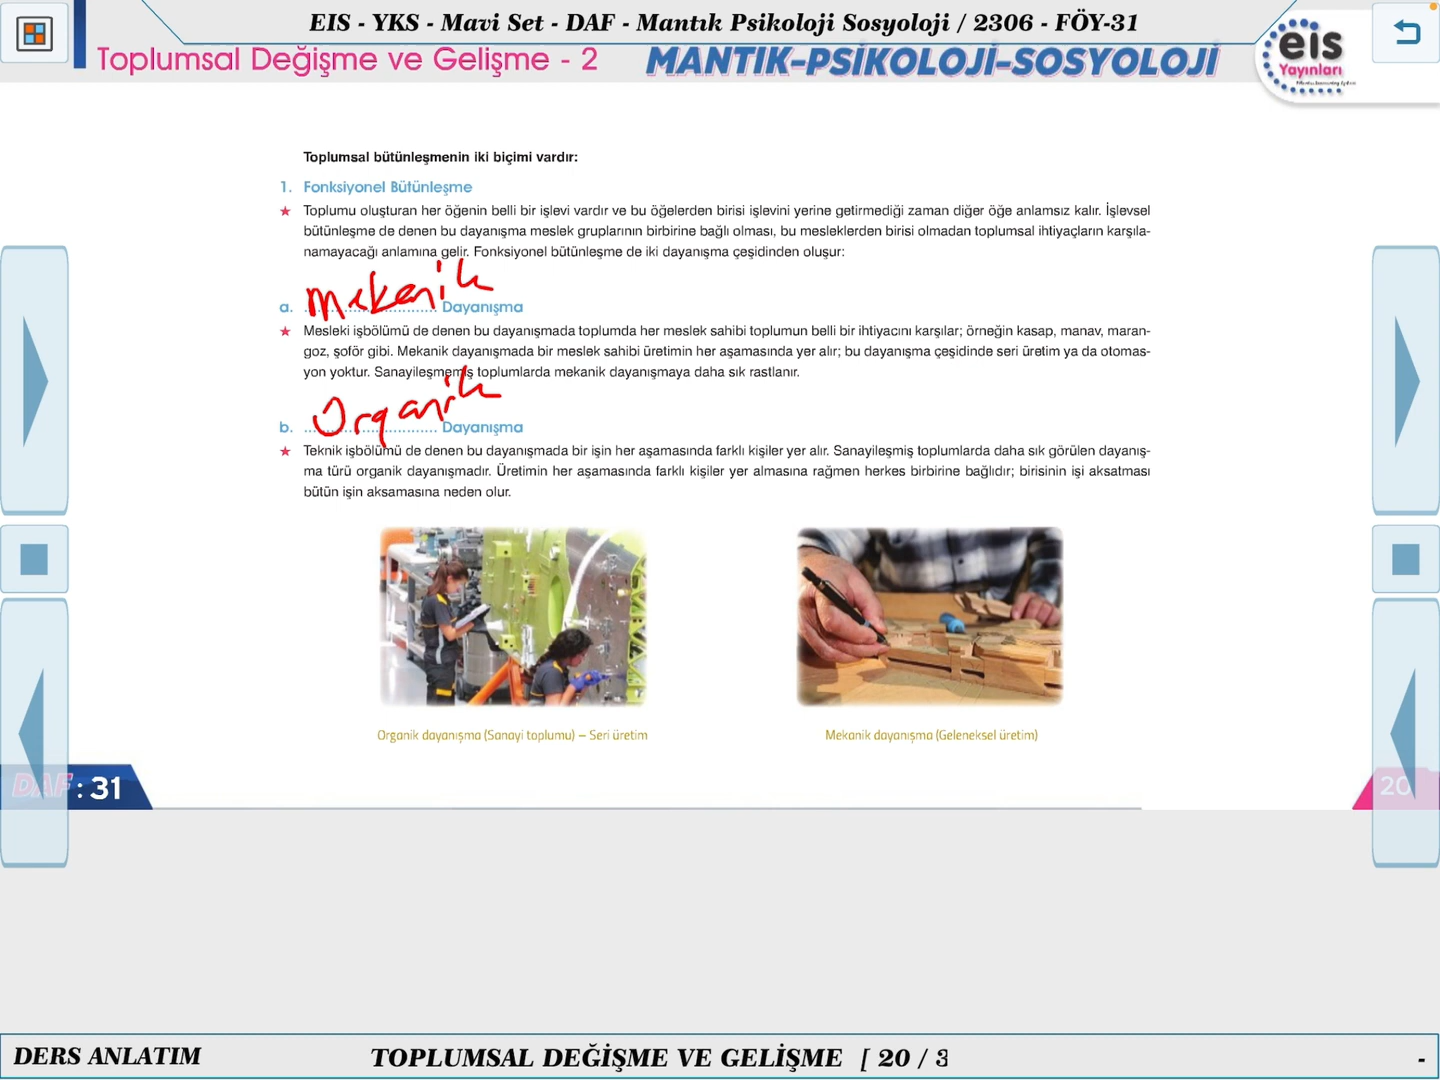 EIS - YKS - Mavi Set - DAF - Mantık Psikoloji Sosyoloji / 2306 - FÖY-31
Toplumsal Değişme ve Gelişme - 2
MANTIK-PSİKOLOJİ-SOSYOLOJİ
eis
Yayınları
Toplumsal bütünleşmenin iki biçimi vardır:
1. Fonksiyonel Bütünleşme
★ Toplumu oluşturan her öğenin belli bir işlevi vardır ve bu öğelerden birisi işlevini yerine getirmediği zaman diğer öğe anlamsız kalır. İşlevsel
bütünleşme de denen bu dayanışma meslek gruplarının birbirine bağlı olması, bu mesleklerden birisi olmadan toplumsal ihtiyaçların karşıla-
namayacağı anlamına gelir. Fonksiyonel bütünleşme de iki dayanışma çeşidinden oluşur:
a. Mekanik Dayanışma
★ Mesleki işbölümü de denen bu dayanışmada toplumda her meslek sahibi toplumun belli bir ihtiyacını karşılar; örneğin kasap, manav, maran-
goz, şoför gibi. Mekanik dayanışmada bir meslek sahibi üretimin her aşamasında yer alır; bu dayanışma çeşidinde seri üretim ya da otomas-
yon yoktur. Sanayileşmemiş toplumlarda mekanik dayanışmaya daha sık rastlanır.
b. Organik Dayanışma
★ Teknik işbölümü de denen bu dayanışmada bir işin her aşamasında farklı kişiler yer alır. Sanayileşmiş toplumlarda daha sık görülen dayanış-
ma türü organik dayanışmadır. Üretimin her aşamasında farklı kişiler yer almasına rağmen herkes birbirine bağlıdır; birisinin işi aksatması
bütün işin aksamasına neden olur.
Organik dayanışma (Sanayi toplumu) – Seri üretim
Mekanik dayanışma (Geleneksel üretim)
DAF : 31
20
DERS ANLATIM
TOPLUMSAL DEĞİŞME VE GELİŞME [ 20 / 3
-